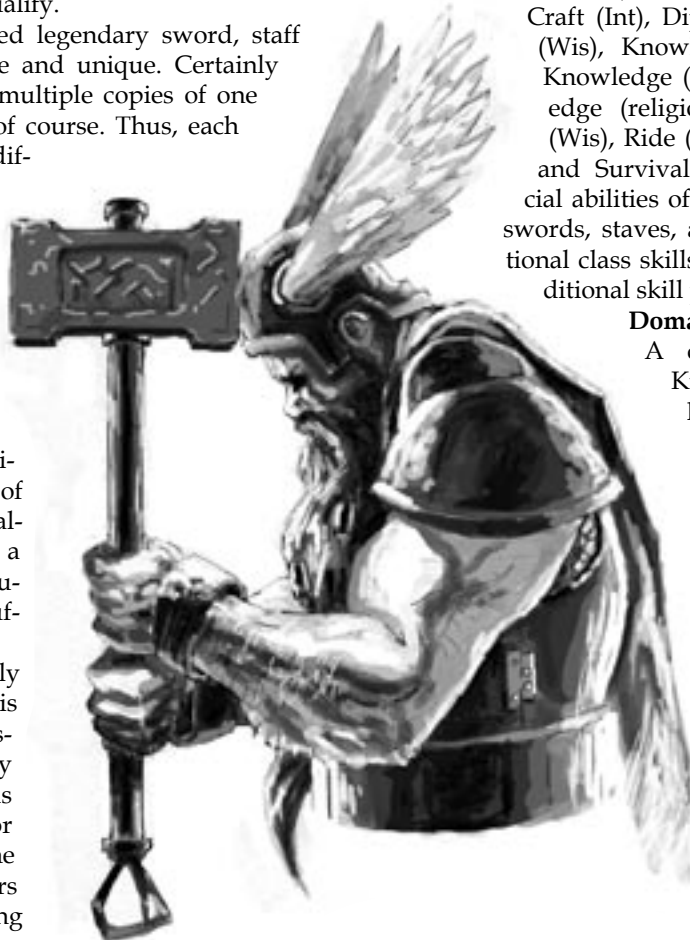 alify.
ed legendary sword, staff
e and unique. Certainly
multiple copies of one
of course. Thus, each
dif-
i-
of
al-
a
u-
ly
is
s-
y
or
ne
rs
ng
Craft (Int), Dip
(Wis), Know
Knowledge (
edge (religio
(Wis), Ride (
and Survival
cial abilities of
swords, staves, a
tional class skills
ditional skill
Doma
A
K